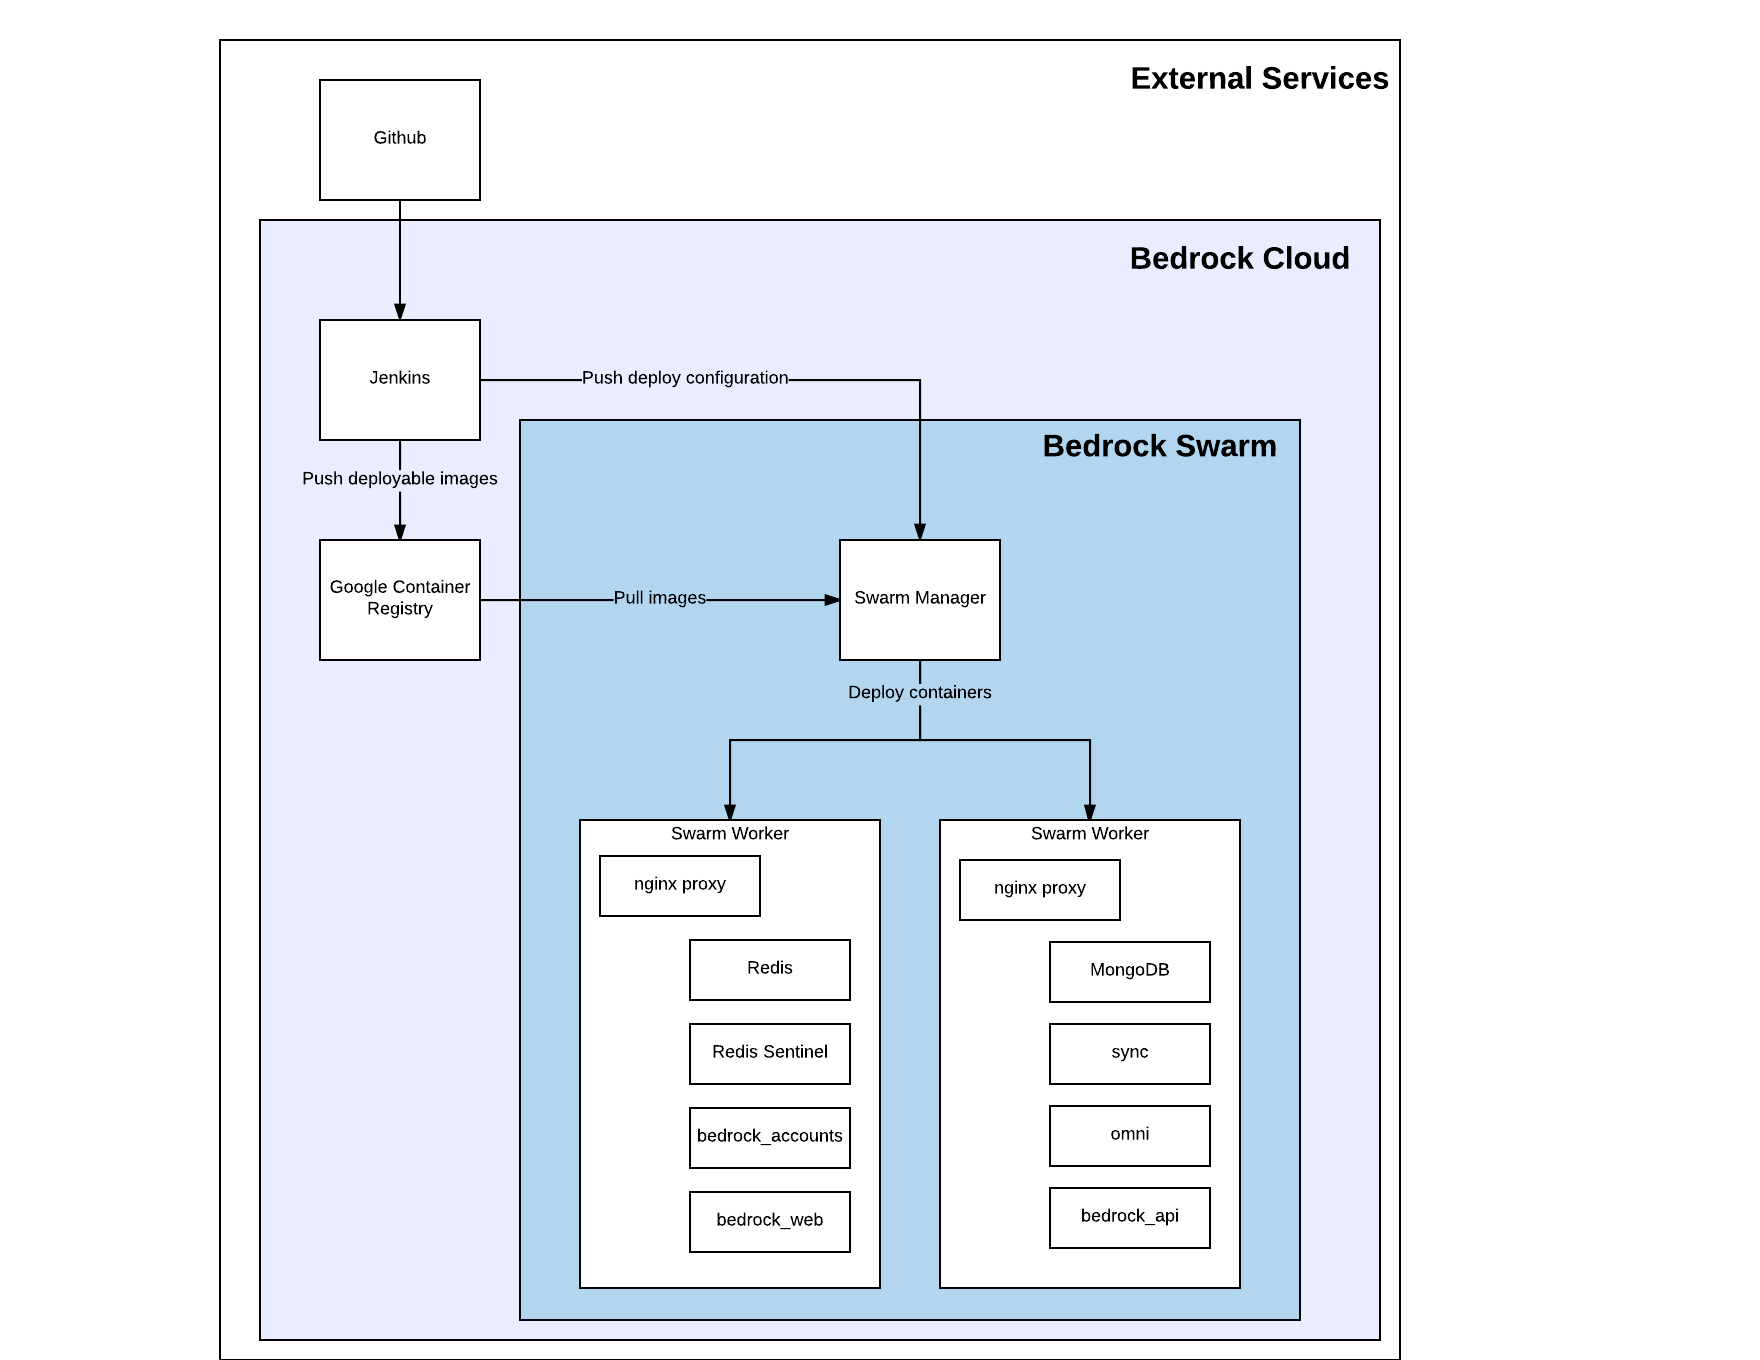 External Services
Github
Bedrock Cloud
Jenkins
Push deploy configuration
Bedrock Swarm
Push deployable images
Google Container
Registry
Pull images
Swarm Manager
Deploy containers
Swarm Worker
nginx proxy
Redis
Redis Sentinel
bedrock_accounts
bedrock_web
Swarm Worker
nginx proxy
MongoDB
sync
omni
bedrock_api